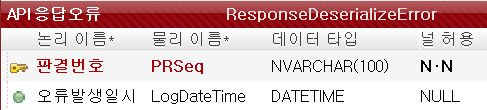 API 응답오류 ResponseDeserializeError
논리 이름* 물리 이름* 데이터 타입 널 허용
판결번호 PRSeq NVARCHAR(100) N·N
오류발생일시 LogDateTime DATETIME NULL